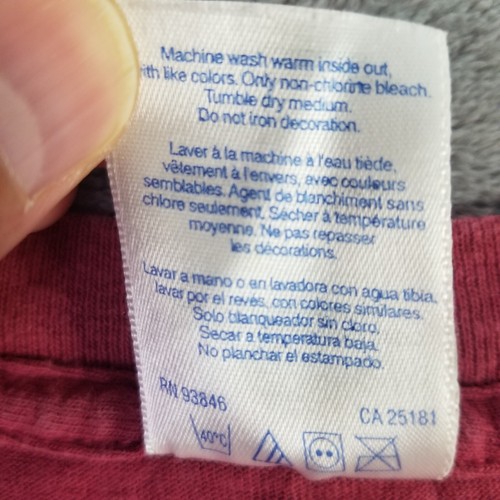 Machine wash warm inside out,
with like colors. Only non-chlorine bleach.
Tumble dry medium.
Do not iron decoration.
Laver à la machine à l'eau tiède,
vêtement à l'envers, avec couleurs
semblables. Agent de blanchiment sans
chlore seulement. Sécher à température
moyenne. Ne pas repasser
les décorations.
Lavar a mano o en lavadora con agua tibia,
lavar por el revés, con colores similares.
Solo blanqueador sin cloro.
Secar a temperatura baja.
No planchar el estampado.
RN 93846
CA 25181
40°C